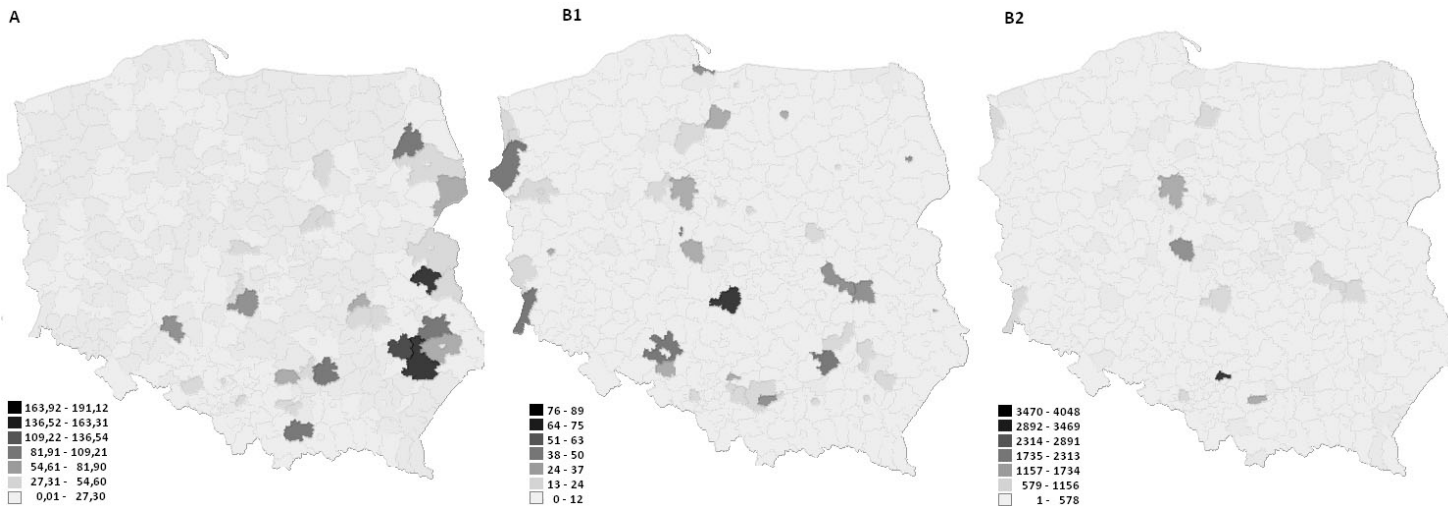 A
B1
B2
163,92 - 191,12
136,52 - 163,31
109,22 - 136,54
81,91 - 109,21
54,61 - 81,90
27,31 - 54,60
0,01 - 27,30
76 - 89
64 - 75
51 - 63
38 - 50
24 - 37
13 - 24
0 - 12
3470 - 4048
2892 - 3469
2314 - 2891
1735 - 2313
1157 - 1734
579 - 1156
1 - 578